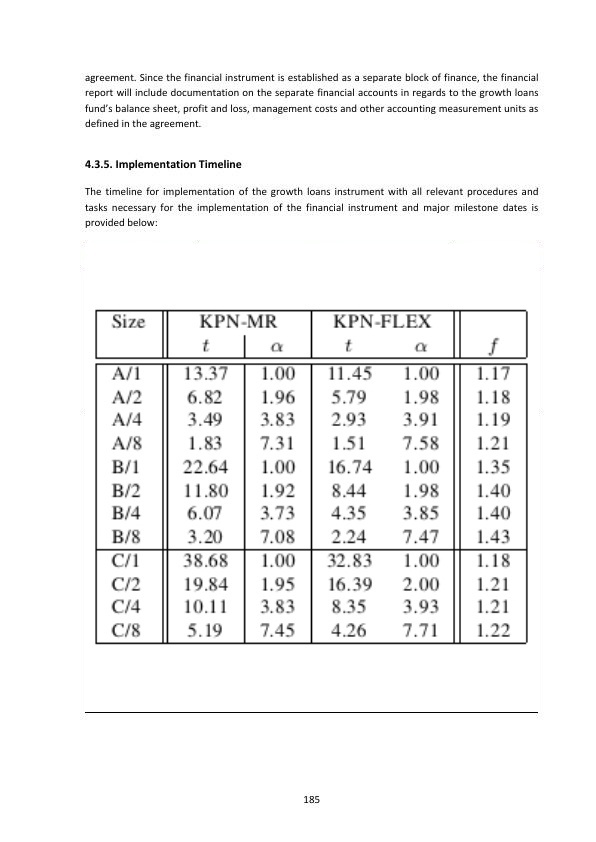 agreement. Since the financial instrument is established as a separate block of finance, the financial
report will include documentation on the separate financial accounts in regards to the growth loans
fund's balance sheet, profit and loss, management costs and other accounting measurement units as
defined in the agreement.
4.3.5. Implementation Timeline
The timeline for implementation of the growth loans instrument with all relevant procedures and
tasks necessary for the implementation of the financial instrument and major milestone dates is
provided below:
Size KPN-MR KPN-FLEX
t α t α f
A/1 13.37 1.00 11.45 1.00 1.17
A/2 6.82 1.96 5.79 1.98 1.18
A/4 3.49 3.83 2.93 3.91 1.19
A/8 1.83 7.31 1.51 7.58 1.21
B/1 22.64 1.00 16.74 1.00 1.35
B/2 11.80 1.92 8.44 1.98 1.40
B/4 6.07 3.73 4.35 3.85 1.40
B/8 3.20 7.08 2.24 7.47 1.43
C/1 38.68 1.00 32.83 1.00 1.18
C/2 19.84 1.95 16.39 2.00 1.21
C/4 10.11 3.83 8.35 3.93 1.21
C/8 5.19 7.45 4.26 7.71 1.22
185